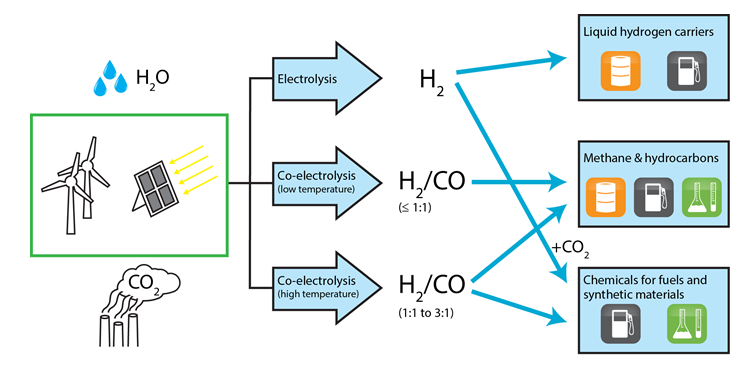 H₂O
CO₂
Electrolysis
H₂
Liquid hydrogen carriers
Co-electrolysis
(low temperature)
H₂/CO
(≤ 1:1)
Methane & hydrocarbons
Co-electrolysis
(high temperature)
H₂/CO
(1:1 to 3:1)
+CO₂
Chemicals for fuels and
synthetic materials